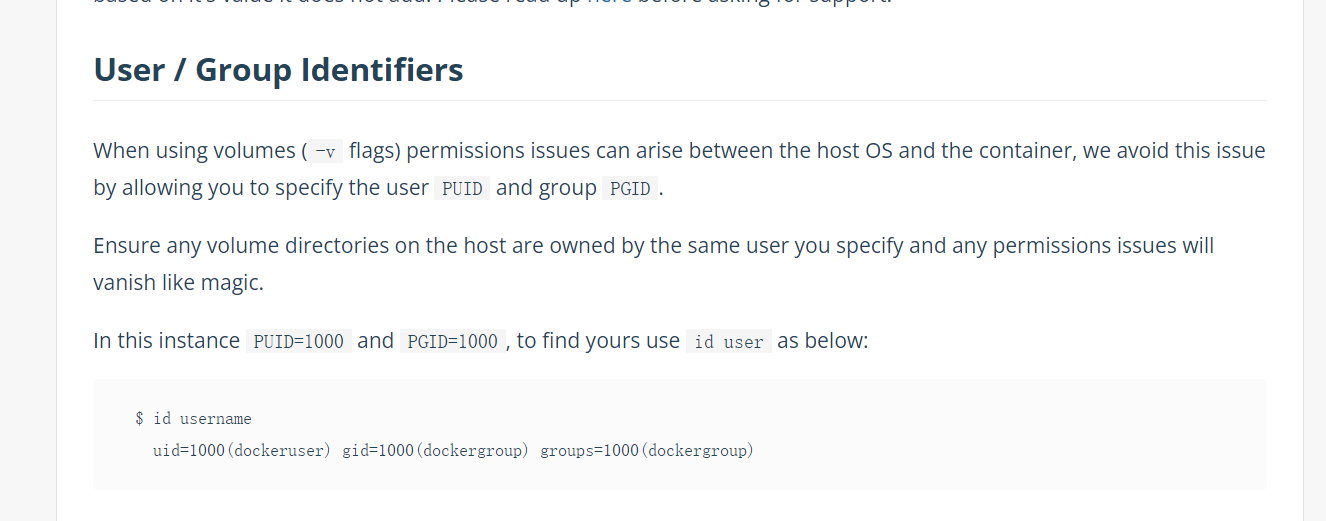 User / Group Identifiers
When using volumes ( -v flags) permissions issues can arise between the host OS and the container, we avoid this issue
by allowing you to specify the user PUID and group PGID .
Ensure any volume directories on the host are owned by the same user you specify and any permissions issues will
vanish like magic.
In this instance PUID=1000 and PGID=1000 , to find yours use id user as below:
$ id username
uid=1000(dockeruser) gid=1000(dockergroup) groups=1000(dockergroup)